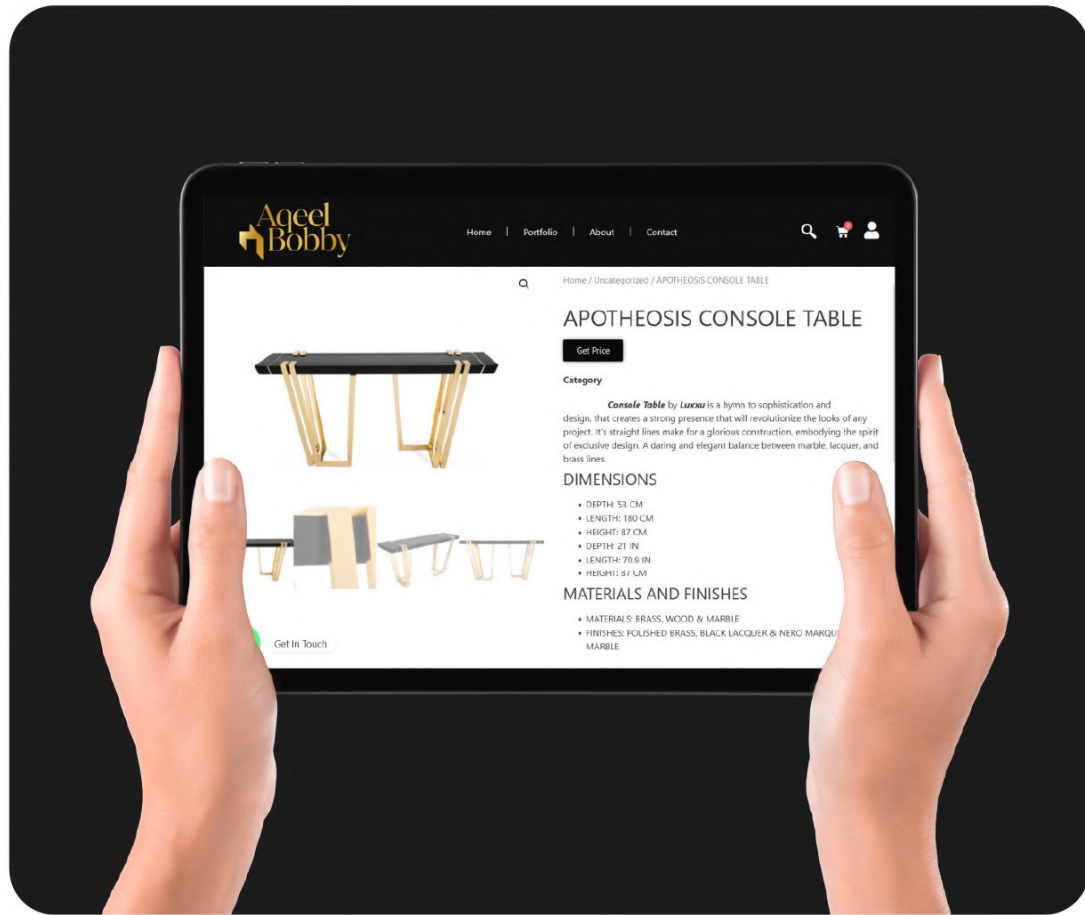 Aqeel
Bobby
Home | Portfolio | About | Contact
Home / Uncategorized / APOTHEOSIS CONSOLE TABLE
APOTHEOSIS CONSOLE TABLE
Get Price
Category
Console Table by Luxxu is a hymn to sophistication and
design, that creates a strong presence that will revolutionize the looks of any
project. It's straight lines make for a glorious construction, embodying the spirit
of exclusive design. A daring and elegant balance between marble, lacquer, and
brass lines.
DIMENSIONS
• DEPTH: 53 CM
• LENGTH: 180 CM
• HEIGHT: 87 CM
• DEPTH: 21 IN
• LENGTH: 70.9 IN
• HEIGHT: 87 CM
MATERIALS AND FINISHES
• MATERIALS: BRASS, WOOD & MARBLE
• FINISHES: POLISHED BRASS, BLACK LACQUER & NERO
MARBLE
Get In Touch